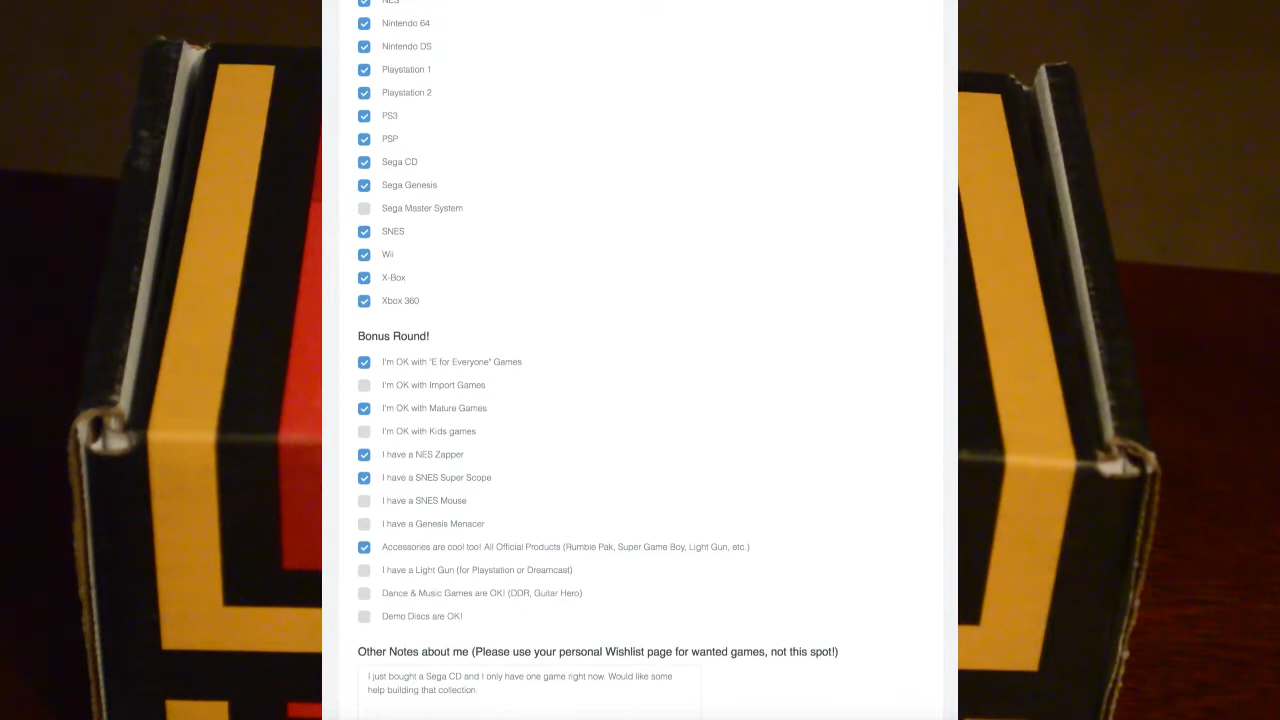 NES
Nintendo 64
Nintendo DS
Playstation 1
Playstation 2
PS3
PSP
Sega CD
Sega Genesis
Sega Master System
SNES
Wii
X-Box
Xbox 360
Bonus Round!
I'm OK with "E for Everyone" Games
I'm OK with Import Games
I'm OK with Mature Games
I'm OK with Kids games
I have a NES Zapper
I have a SNES Super Scope
I have a SNES Mouse
I have a Genesis Menacer
Accessories are cool too! All Official Products (Rumble Pak, Super Game Boy, Light Gun, etc.)
I have a Light Gun (for Playstation or Dreamcast)
Dance & Music Games are OK! (DDR, Guitar Hero)
Demo Discs are OK!
Other Notes about me (Please use your personal Wishlist page for wanted games, not this spot!)
I just bought a Sega CD and I only have one game right now. Would like some
help building that collection.